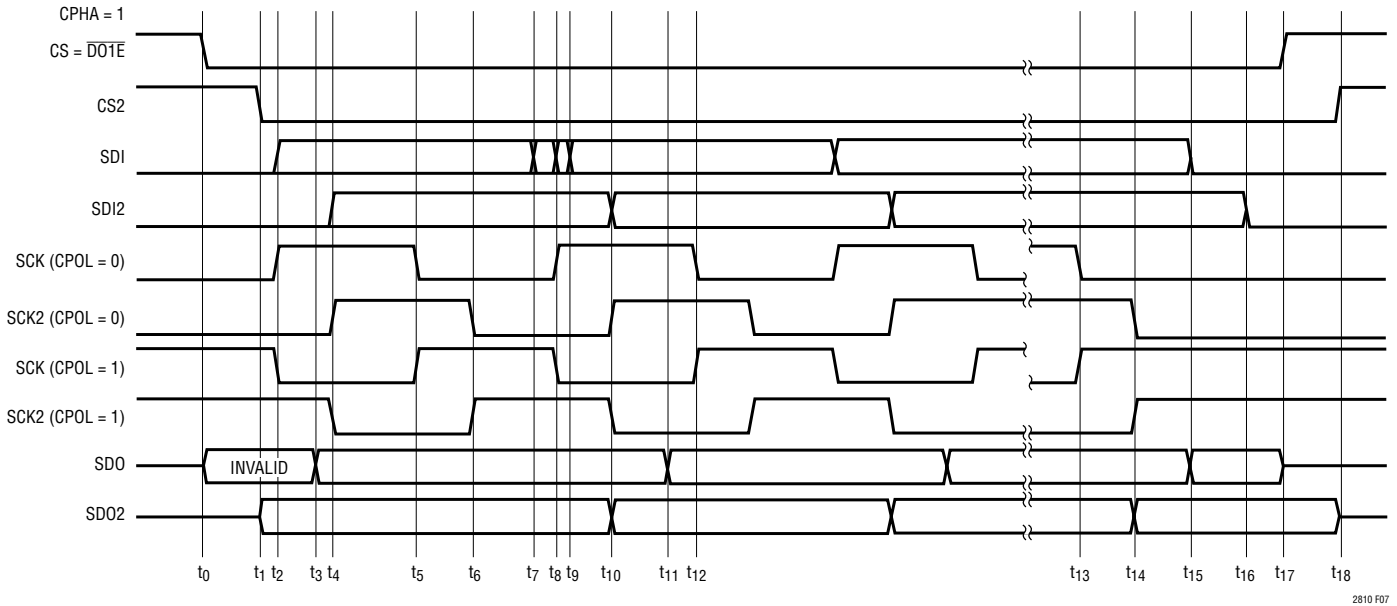 CPHA = 1
CS = DO1E
CS2
SDI
SDI2
SCK (CPOL = 0)
SCK2 (CPOL = 0)
SCK (CPOL = 1)
SCK2 (CPOL = 1)
SDO
INVALID
SDO2
t0 t1 t2 t3 t4 t5 t6 t7 t8 t9 t10 t11 t12 t13 t14 t15 t16 t17 t18
2810 F07